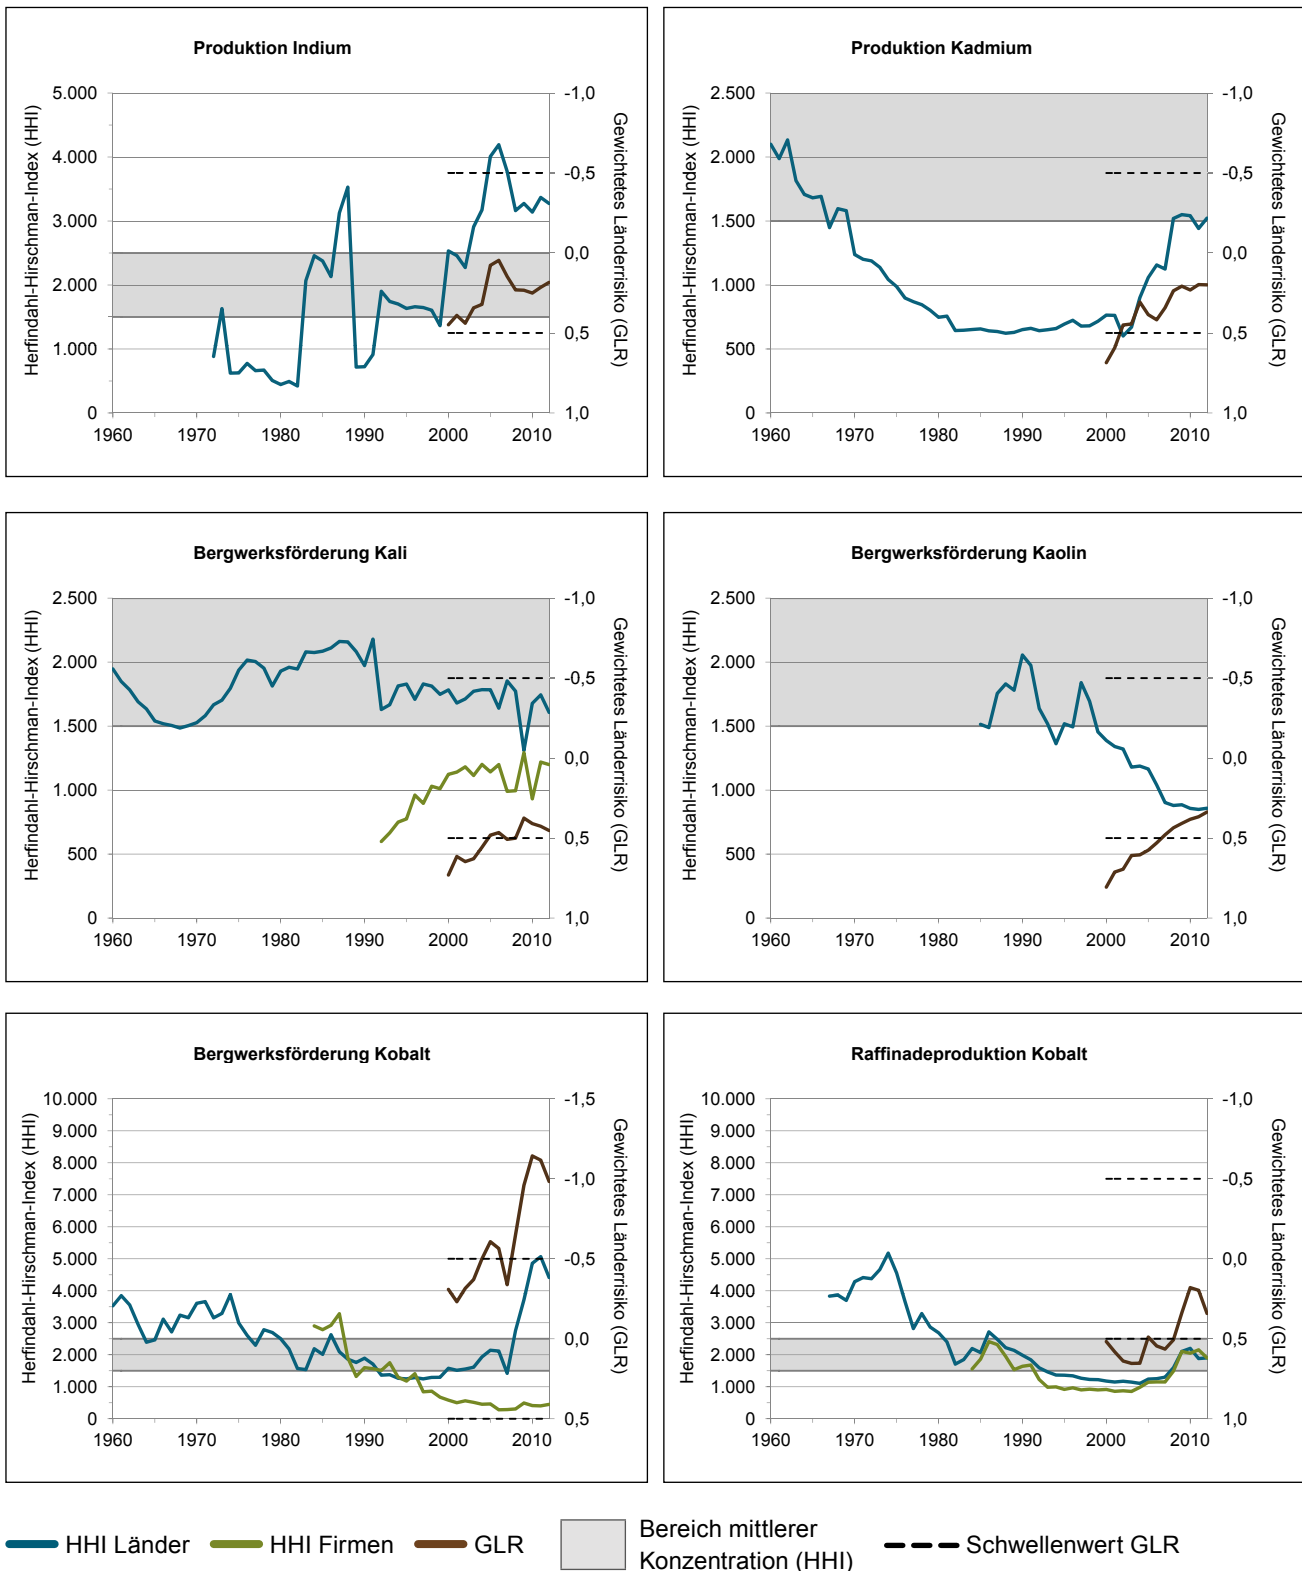 Produktion Indium
Herfindahl-Hirschman-Index (HHI)
5.000
4.000
3.000
2.000
1.000
0
-1,0
-0,5
0,0
0,5
1,0
Gewichtetes Länderrisiko (GLR)
1960 1970 1980 1990 2000 2010
Produktion Kadmium
Herfindahl-Hirschman-Index (HHI)
2.500
2.000
1.500
1.000
500
0
-1,0
-0,5
0,0
0,5
1,0
Gewichtetes Länderrisiko (GLR)
1960 1970 1980 1990 2000 2010
Bergwerksförderung Kali
Herfindahl-Hirschman-Index (HHI)
2.500
2.000
1.500
1.000
500
0
-1,0
-0,5
0,0
0,5
1,0
Gewichtetes Länderrisiko (GLR)
1960 1970 1980 1990 2000 2010
Bergwerksförderung Kaolin
Herfindahl-Hirschman-Index (HHI)
2.500
2.000
1.500
1.000
500
0
-1,0
-0,5
0,0
0,5
1,0
Gewichtetes Länderrisiko (GLR)
1960 1970 1980 1990 2000 2010
Bergwerksförderung Kobalt
Herfindahl-Hirschman-Index (HHI)
10.000
9.000
8.000
7.000
6.000
5.000
4.000
3.000
2.000
1.000
0
-1,5
-1,0
-0,5
0,0
0,5
Gewichtetes Länderrisiko (GLR)
1960 1970 1980 1990 2000 2010
Raffinadeproduktion Kobalt
Herfindahl-Hirschman-Index (HHI)
10.000
9.000
8.000
7.000
6.000
5.000
4.000
3.000
2.000
1.000
0
-1,0
-0,5
0,0
0,5
1,0
Gewichtetes Länderrisiko (GLR)
1960 1970 1980 1990 2000 2010
HHI Länder
HHI Firmen
GLR
Bereich mittlerer
Konzentration (HHI)
Schwellenwert GLR